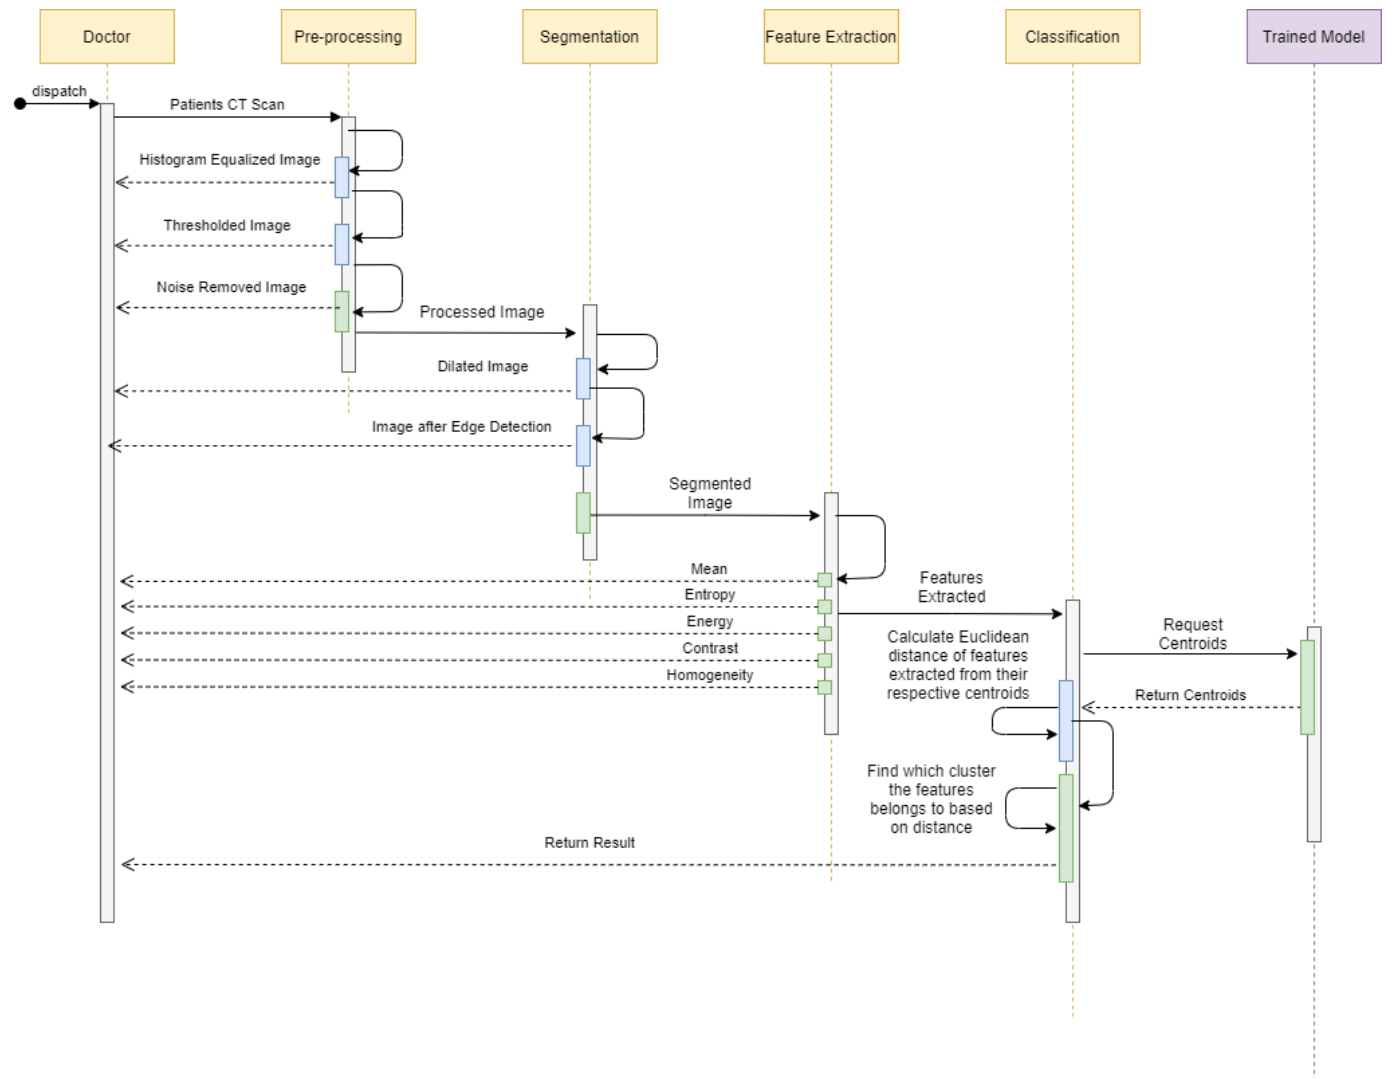 Doctor
Pre-processing
Segmentation
Feature Extraction
Classification
Trained Model
dispatch
Patients CT Scan
Histogram Equalized Image
Thresholded Image
Noise Removed Image
Processed Image
Dilated Image
Image after Edge Detection
Segmented
Image
Mean
Entropy
Energy
Contrast
Homogeneity
Features
Extracted
Calculate Euclidean
distance of features
extracted from their
respective centroids
Request
Centroids
Return Centroids
Find which cluster
the features
belongs to based
on distance
Return Result